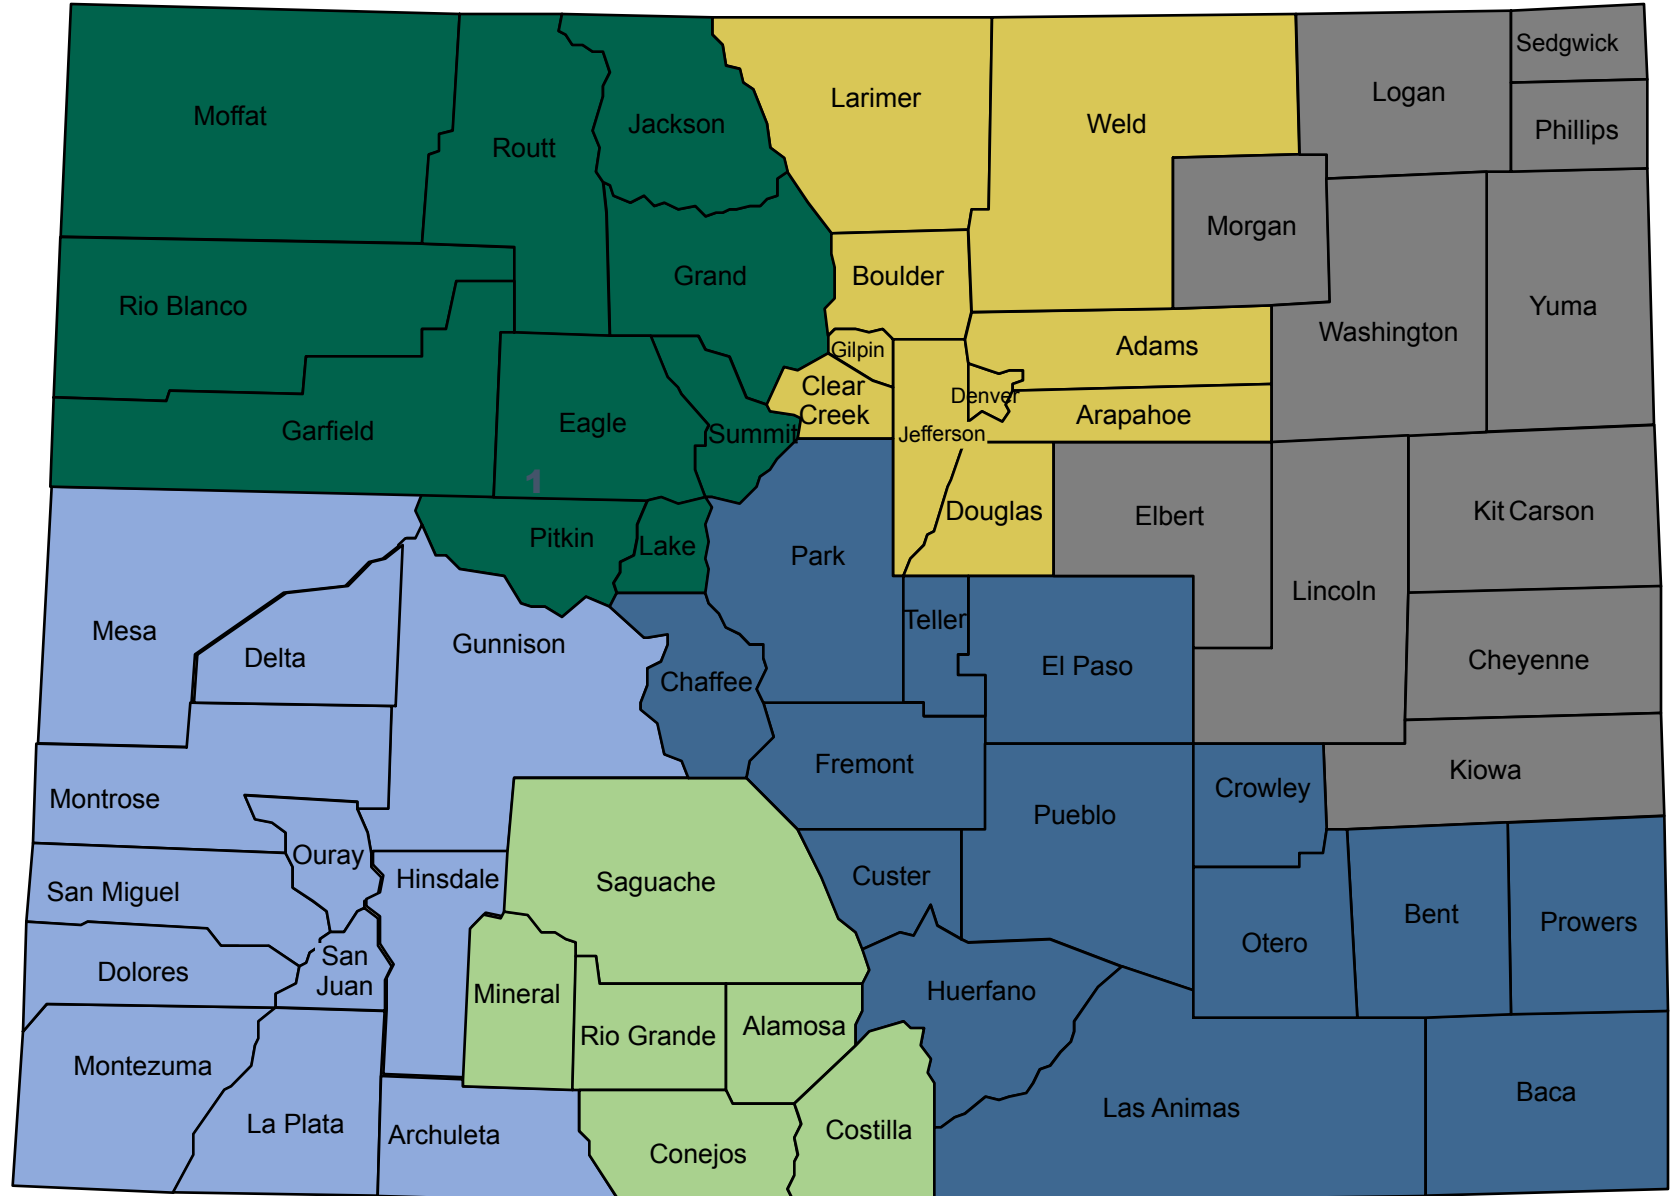 Sedgwick
Moffat
Routt
Jackson
Larimer
Weld
Logan
Phillips
Morgan
Rio Blanco
Grand
Boulder
Washington
Yuma
Gilpin
Adams
Clear
Creek
Denver
Arapahoe
Garfield
Eagle
Summit
Jefferson
1
Douglas
Elbert
Kit Carson
Pitkin
Lake
Park
Lincoln
Mesa
Delta
Gunnison
Teller
El Paso
Cheyenne
Chaffee
Fremont
Kiowa
Montrose
Crowley
Pueblo
Ouray
Hinsdale
Saguache
Custer
San Miguel
Bent
Prowers
Otero
Dolores
San
Juan
Mineral
Huerfano
Rio Grande
Alamosa
Montezuma
La Plata
Archuleta
Conejos
Costilla
Las Animas
Baca